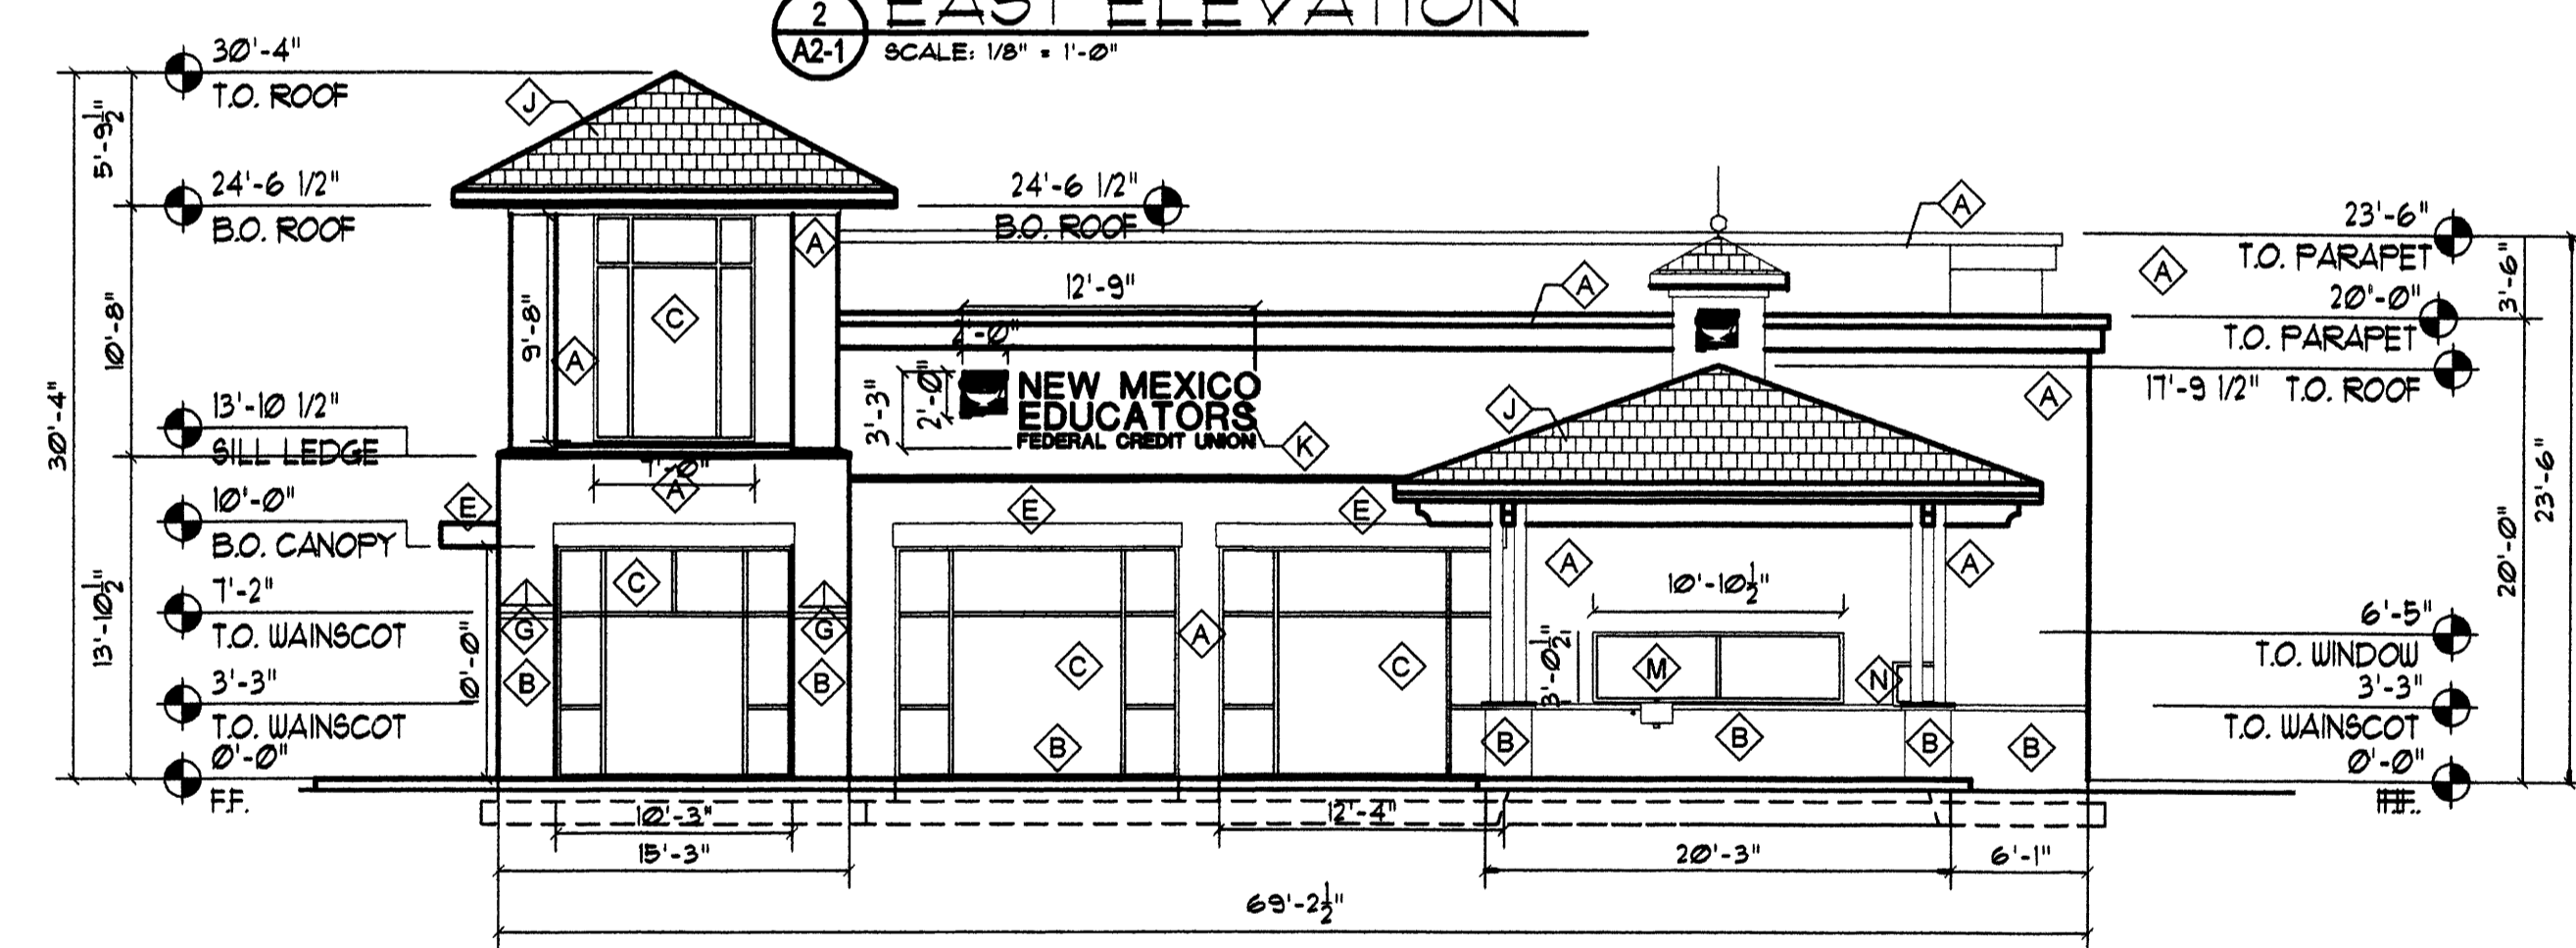 2
A2-1
EAST ELEVATION
SCALE: 1/8" = 1'-0"
30'-4"
T.O. ROOF
J
5'-9 1/2"
24'-6 1/2"
B.O. ROOF
24'-6 1/2"
B.O. ROOF
A
A
23'-6"
T.O. PARAPET
A
3'-6"
12'-9"
A
20'-0"
T.O. PARAPET
10'-8"
9'-8"
C
A
17'-9 1/2" T.O. ROOF
A
30'-4"
13'-10 1/2"
SILL LEDGE
3'-3"
2'-0"
NEW MEXICO
EDUCATORS
FEDERAL CREDIT UNION
K
J
A
10'-0"
B.O. CANOPY
E
E
E
23'-6"
20'-0"
13'-10 1/2"
7'-2"
T.O. WAINSCOT
C
G
G
A
A
A
10'-10 1/2"
6'-5"
T.O. WINDOW
3'-3"
T.O. WAINSCOT
10'-0"
B
B
C
C
3'-0 1/2"
M
N
3'-3"
T.O. WAINSCOT
B
B
B
B
B
0'-0"
F.F.
0'-0"
10'-3"
12'-4"
15'-3"
20'-3"
6'-1"
69'-2 1/2"